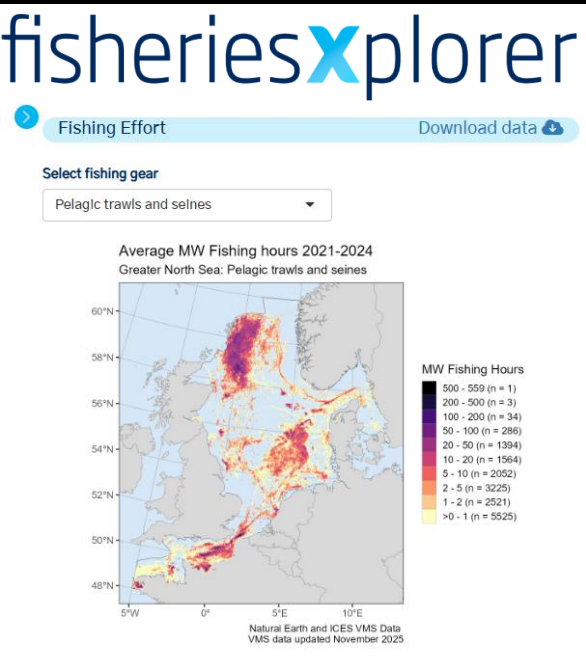 fisheriesXplorer
Fishing Effort
Download data
Select fishing gear
Pelagic trawls and seines
Average MW Fishing hours 2021-2024
Greater North Sea: Pelagic trawls and seines
60°N
58°N
56°N
54°N
52°N
50°N
48°N
5°W
0°
5°E
10°E
MW Fishing Hours
500 - 559 (n = 1)
200 - 500 (n = 3)
100 - 200 (n = 34)
50 - 100 (n = 286)
20 - 50 (n = 1394)
10 - 20 (n = 1564)
5 - 10 (n = 2052)
2 - 5 (n = 3225)
1 - 2 (n = 2521)
>0 - 1 (n = 5525)
Natural Earth and ICES VMS Data
VMS data updated November 2025